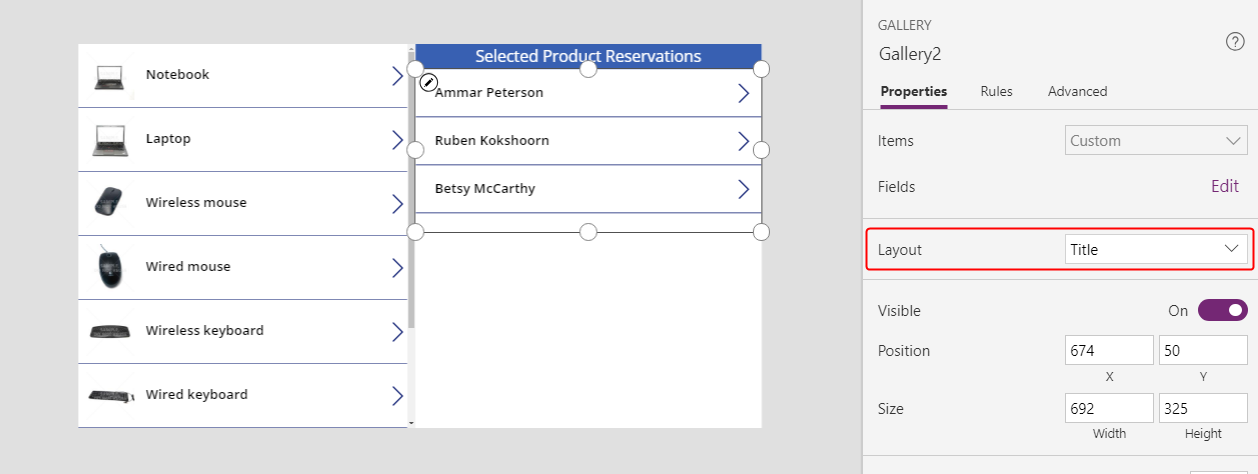 Notebook
Laptop
Wireless mouse
Wired mouse
Wireless keyboard
Wired keyboard
Selected Product Reservations
Ammar Peterson
Ruben Kokshoorn
Betsy McCarthy
GALLERY
Gallery2
?
Properties Rules Advanced
Items Custom
Fields Edit
Layout Title
Visible On
Position 674 50
X Y
Size 692 325
Width Height